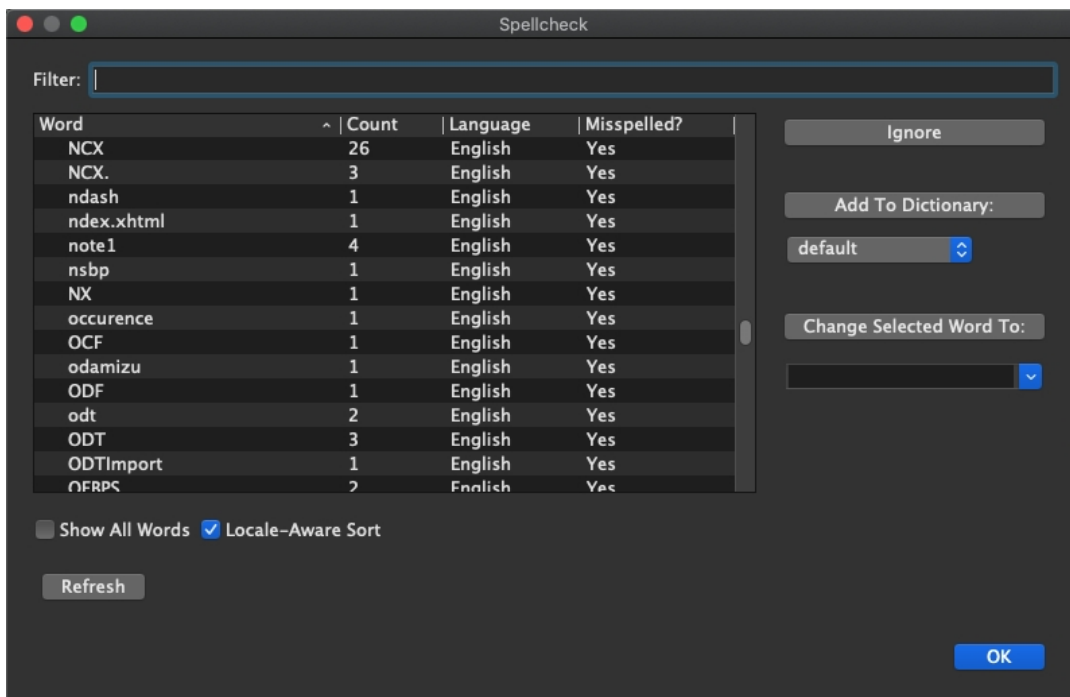 Spellcheck
Filter:
Word ^ | Count | Language | Misspelled? |
NCX 26 English Yes
NCX. 3 English Yes
ndash 1 English Yes
ndex.xhtml 1 English Yes
note1 4 English Yes
nsbp 1 English Yes
NX 1 English Yes
occurence 1 English Yes
OCF 1 English Yes
odamizu 1 English Yes
ODF 1 English Yes
odt 2 English Yes
ODT 3 English Yes
ODTImport 1 English Yes
OEBPS 2 English Yes
Ignore
Add To Dictionary:
default
Change Selected Word To:
Show All Words Locale-Aware Sort
Refresh
OK